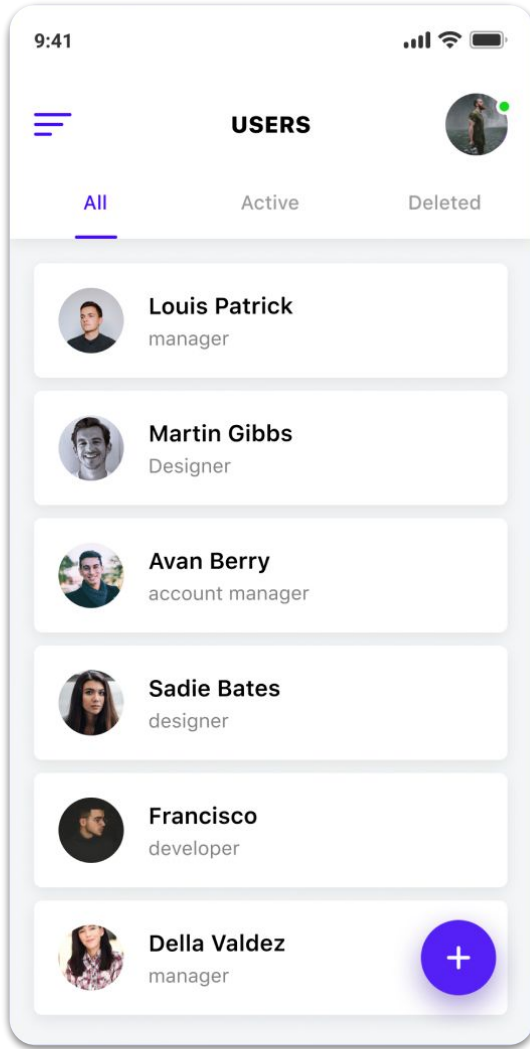 9:41
USERS
All Active Deleted
Louis Patrick
manager
Martin Gibbs
Designer
Avan Berry
account manager
Sadie Bates
designer
Francisco
developer
Della Valdez
manager
+